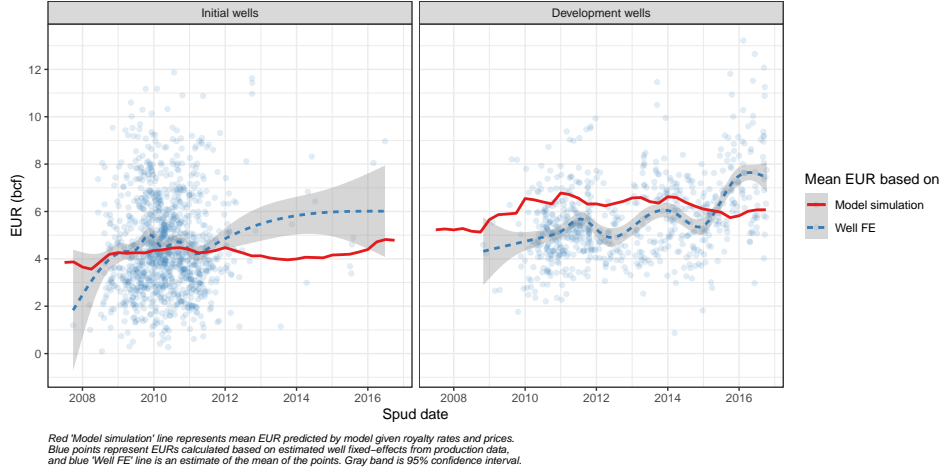 Initial wells
Development wells
EUR (bcf)
12
10
8
6
4
2
0
2008 2010 2012 2014 2016
2008 2010 2012 2014 2016
Spud date
Mean EUR based on
Model simulation
Well FE
Red 'Model simulation' line represents mean EUR predicted by model given royalty rates and prices.
Blue points represent EURs calculated based on estimated well fixed−effects from production data,
and blue 'Well FE' line is an estimate of the mean of the points. Gray band is 95% confidence interval.